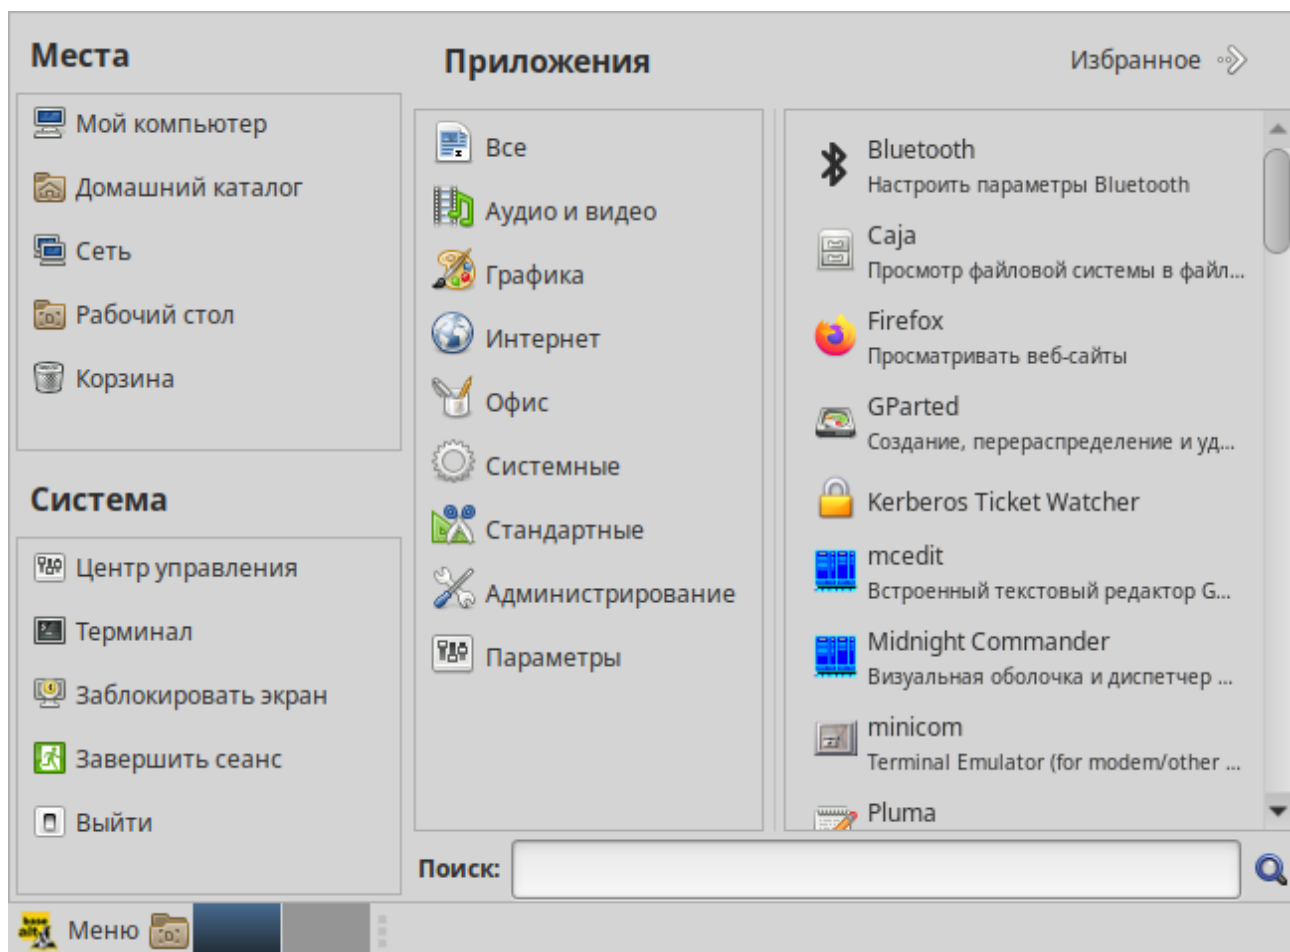 Места
Мой компьютер
Домашний каталог
Сеть
Рабочий стол
Корзина
Система
Центр управления
Терминал
Заблокировать экран
Завершить сеанс
Выйти
Приложения
Избранное
Все
Аудио и видео
Графика
Интернет
Офис
Системные
Стандартные
Администрирование
Параметры
Bluetooth
Настроить параметры Bluetooth
Caja
Просмотр файловой системы в файл...
Firefox
Просматривать веб-сайты
GParted
Создание, перераспределение и уд...
Kerberos Ticket Watcher
mcedit
Встроенный текстовый редактор G...
Midnight Commander
Визуальная оболочка и диспетчер ...
minicom
Terminal Emulator (for modem/other ...
Pluma
Поиск:
base
alt
Меню